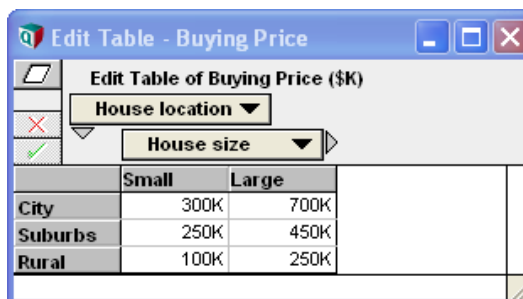 Edit Table - Buying Price
Edit Table of Buying Price ($K)
House location
House size
Small Large
City 300K 700K
Suburbs 250K 450K
Rural 100K 250K